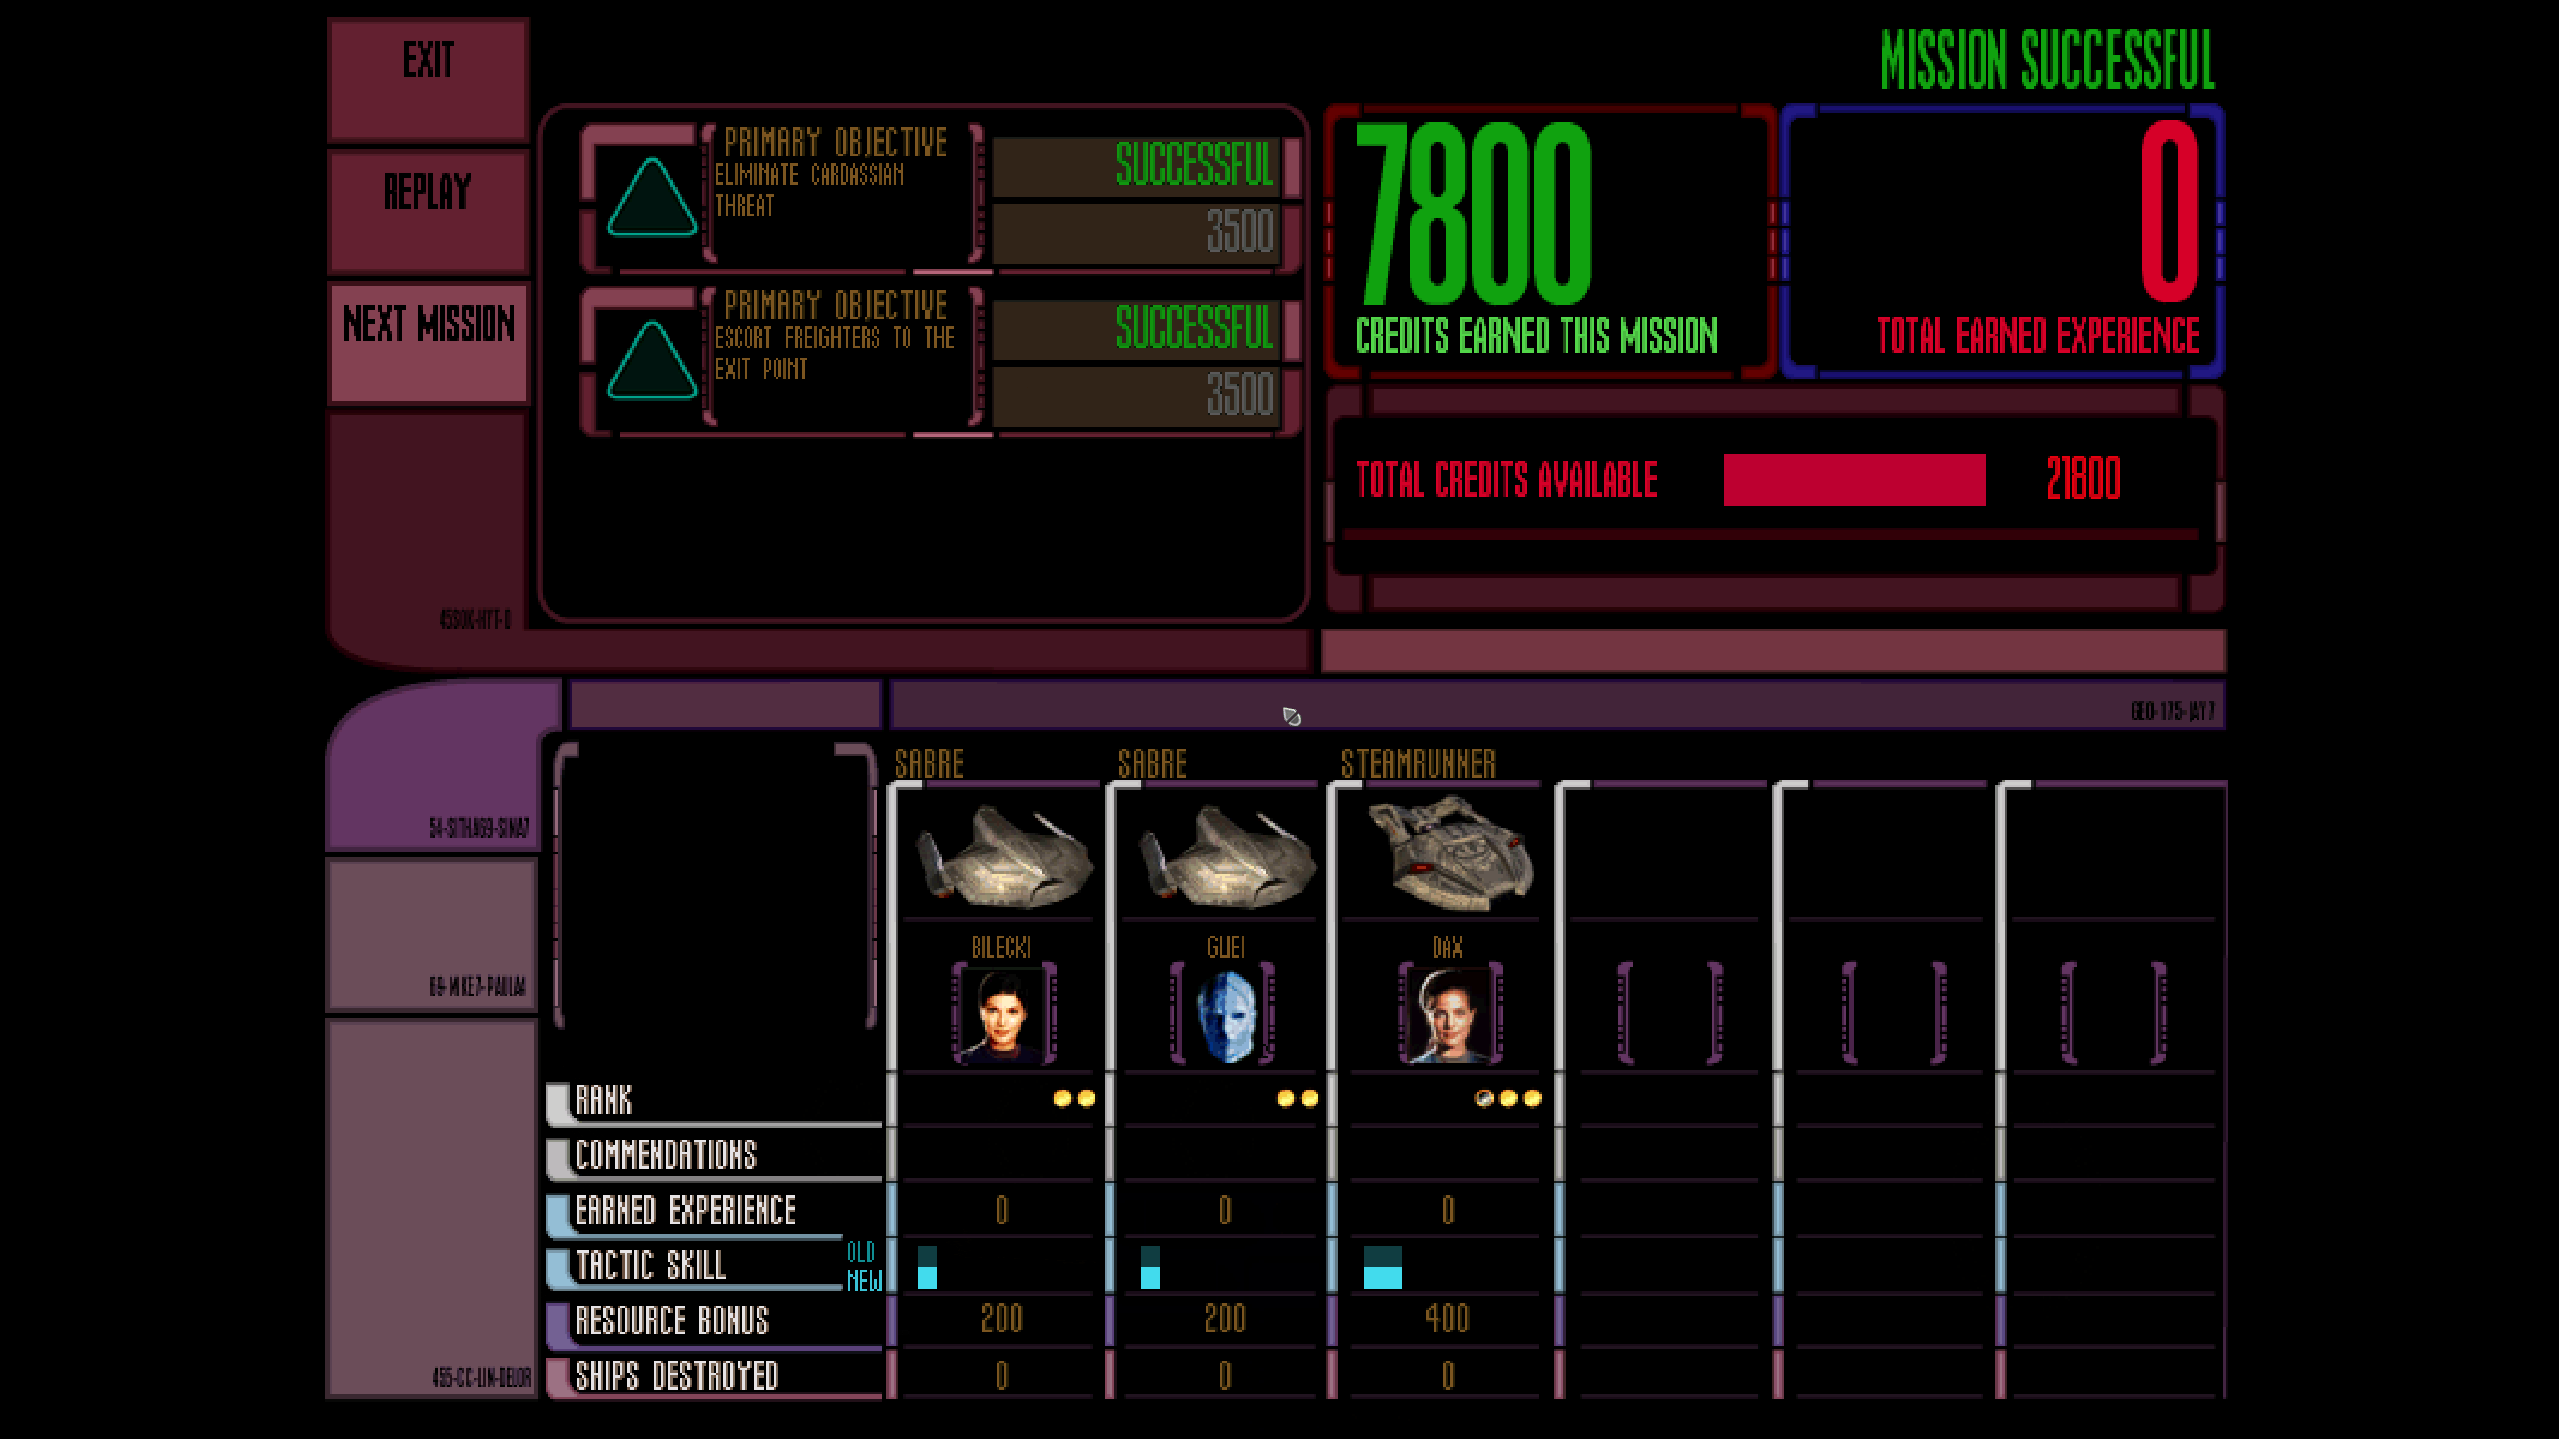 EXIT
MISSION SUCCESSFUL
REPLAY
NEXT MISSION
PRIMARY OBJECTIVE
ELIMINATE CARDASSIAN
THREAT
SUCCESSFUL
3500
PRIMARY OBJECTIVE
ESCORT FREIGHTERS TO THE
EXIT POINT
SUCCESSFUL
3500
7800
CREDITS EARNED THIS MISSION
0
TOTAL EARNED EXPERIENCE
TOTAL CREDITS AVAILABLE 21800
SABRE SABRE STEAMRUNNER
BILECKI GUEI DAX
RANK
COMMENDATIONS
EARNED EXPERIENCE 0 0 0
TACTIC SKILL OLD
NEW
RESOURCE BONUS 200 200 400
SHIPS DESTROYED 0 0 0